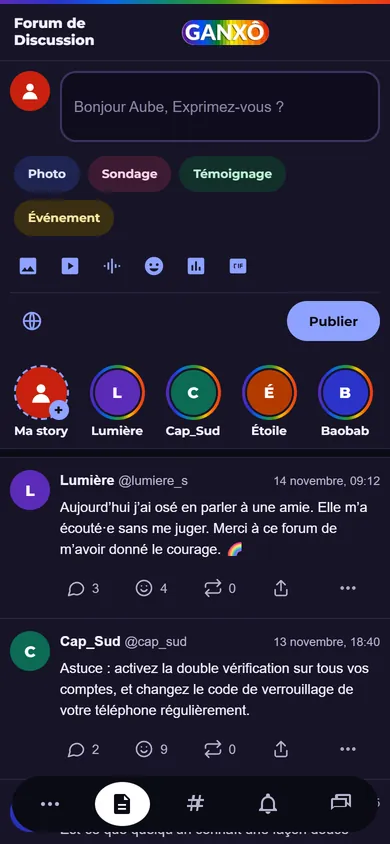 Forum de
Discussion
GANXÔ
Bonjour Aube, Exprimez-vous ?
Photo
Sondage
Témoignage
Événement
GIF
Publier
L
C
É
B
Ma story
Lumière
Cap_Sud
Étoile
Baobab
L
Lumière @lumiere_s
14 novembre, 09:12
Aujourd’hui j’ai osé en parler à une amie. Elle m’a
écouté·e sans me juger. Merci à ce forum de
m’avoir donné le courage. 🌈
3
4
0
C
Cap_Sud @cap_sud
13 novembre, 18:40
Astuce : activez la double vérification sur tous vos
comptes, et changez le code de verrouillage de
votre téléphone régulièrement.
2
9
0